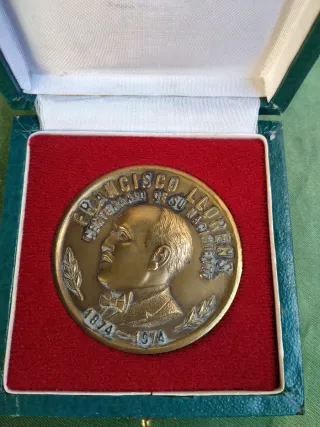 FRANCISCO LLORENS
CENTENARIO DE SU NACIMIENTO
1874-1974